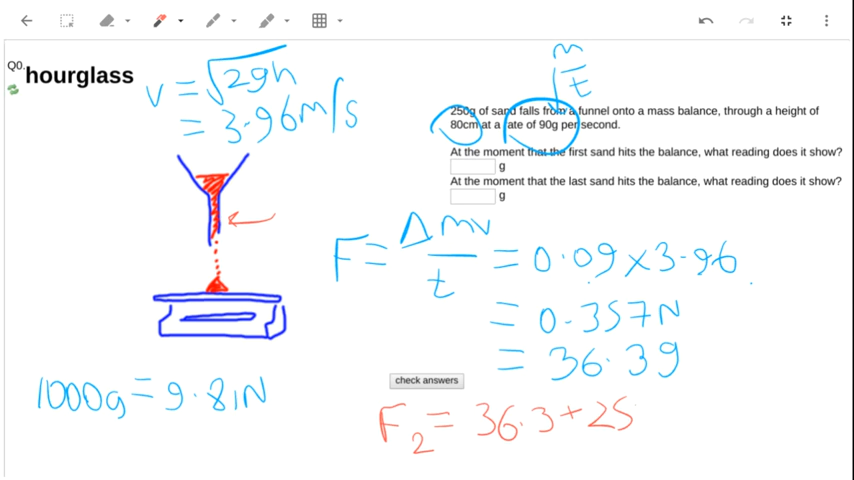 Q0.
hourglass
v = √2gh
= 3.96m/s
m
t
250g of sand falls from a funnel onto a mass balance, through a height of
80cm at a rate of 90g per second.
At the moment that the first sand hits the balance, what reading does it show?
g
At the moment that the last sand hits the balance, what reading does it show?
g
F = Δmv
t
= 0.09 x 3.96
= 0.357N
= 36.3g
1000g = 9.81N
check answers
F2 = 36.3+25